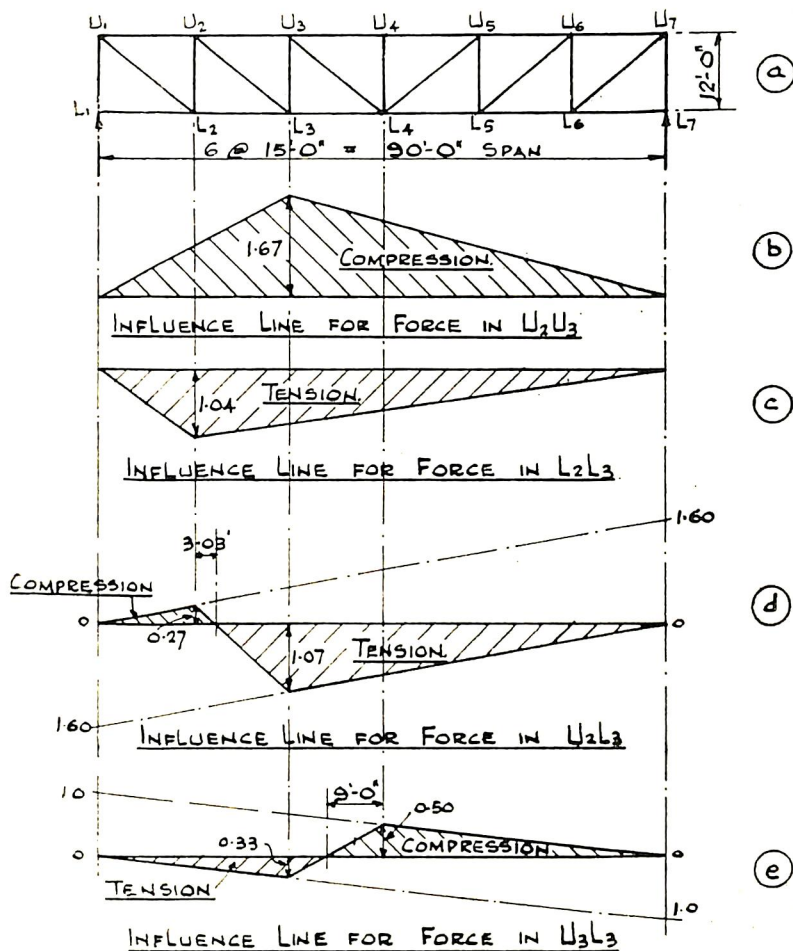 U₁ U₂ U₃ U₄ U₅ U₆ U₇
a
12'-0"
L₁ L₂ L₃ L₄ L₅ L₆ L₇
6 @ 15'-0" = 90'-0" SPAN
b
1.67
COMPRESSION.
INFLUENCE LINE FOR FORCE IN U₂U₃
TENSION.
c
1.04
INFLUENCE LINE FOR FORCE IN L₂L₃
1.60
3.03'
COMPRESSION
d
0 0
0.27
1.07
TENSION
1.60
INFLUENCE LINE FOR FORCE IN U₂L₃
9'-0"
1.0
0.50
0.33
0 COMPRESSION 0
e
TENSION
1.0
INFLUENCE LINE FOR FORCE IN U₃L₃